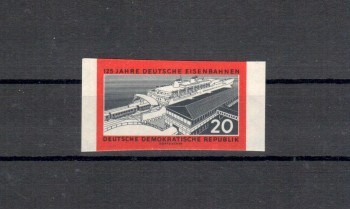 125 JAHRE DEUTSCHE EISENBAHNEN
20
DEUTSCHE DEMOKRATISCHE REPUBLIK